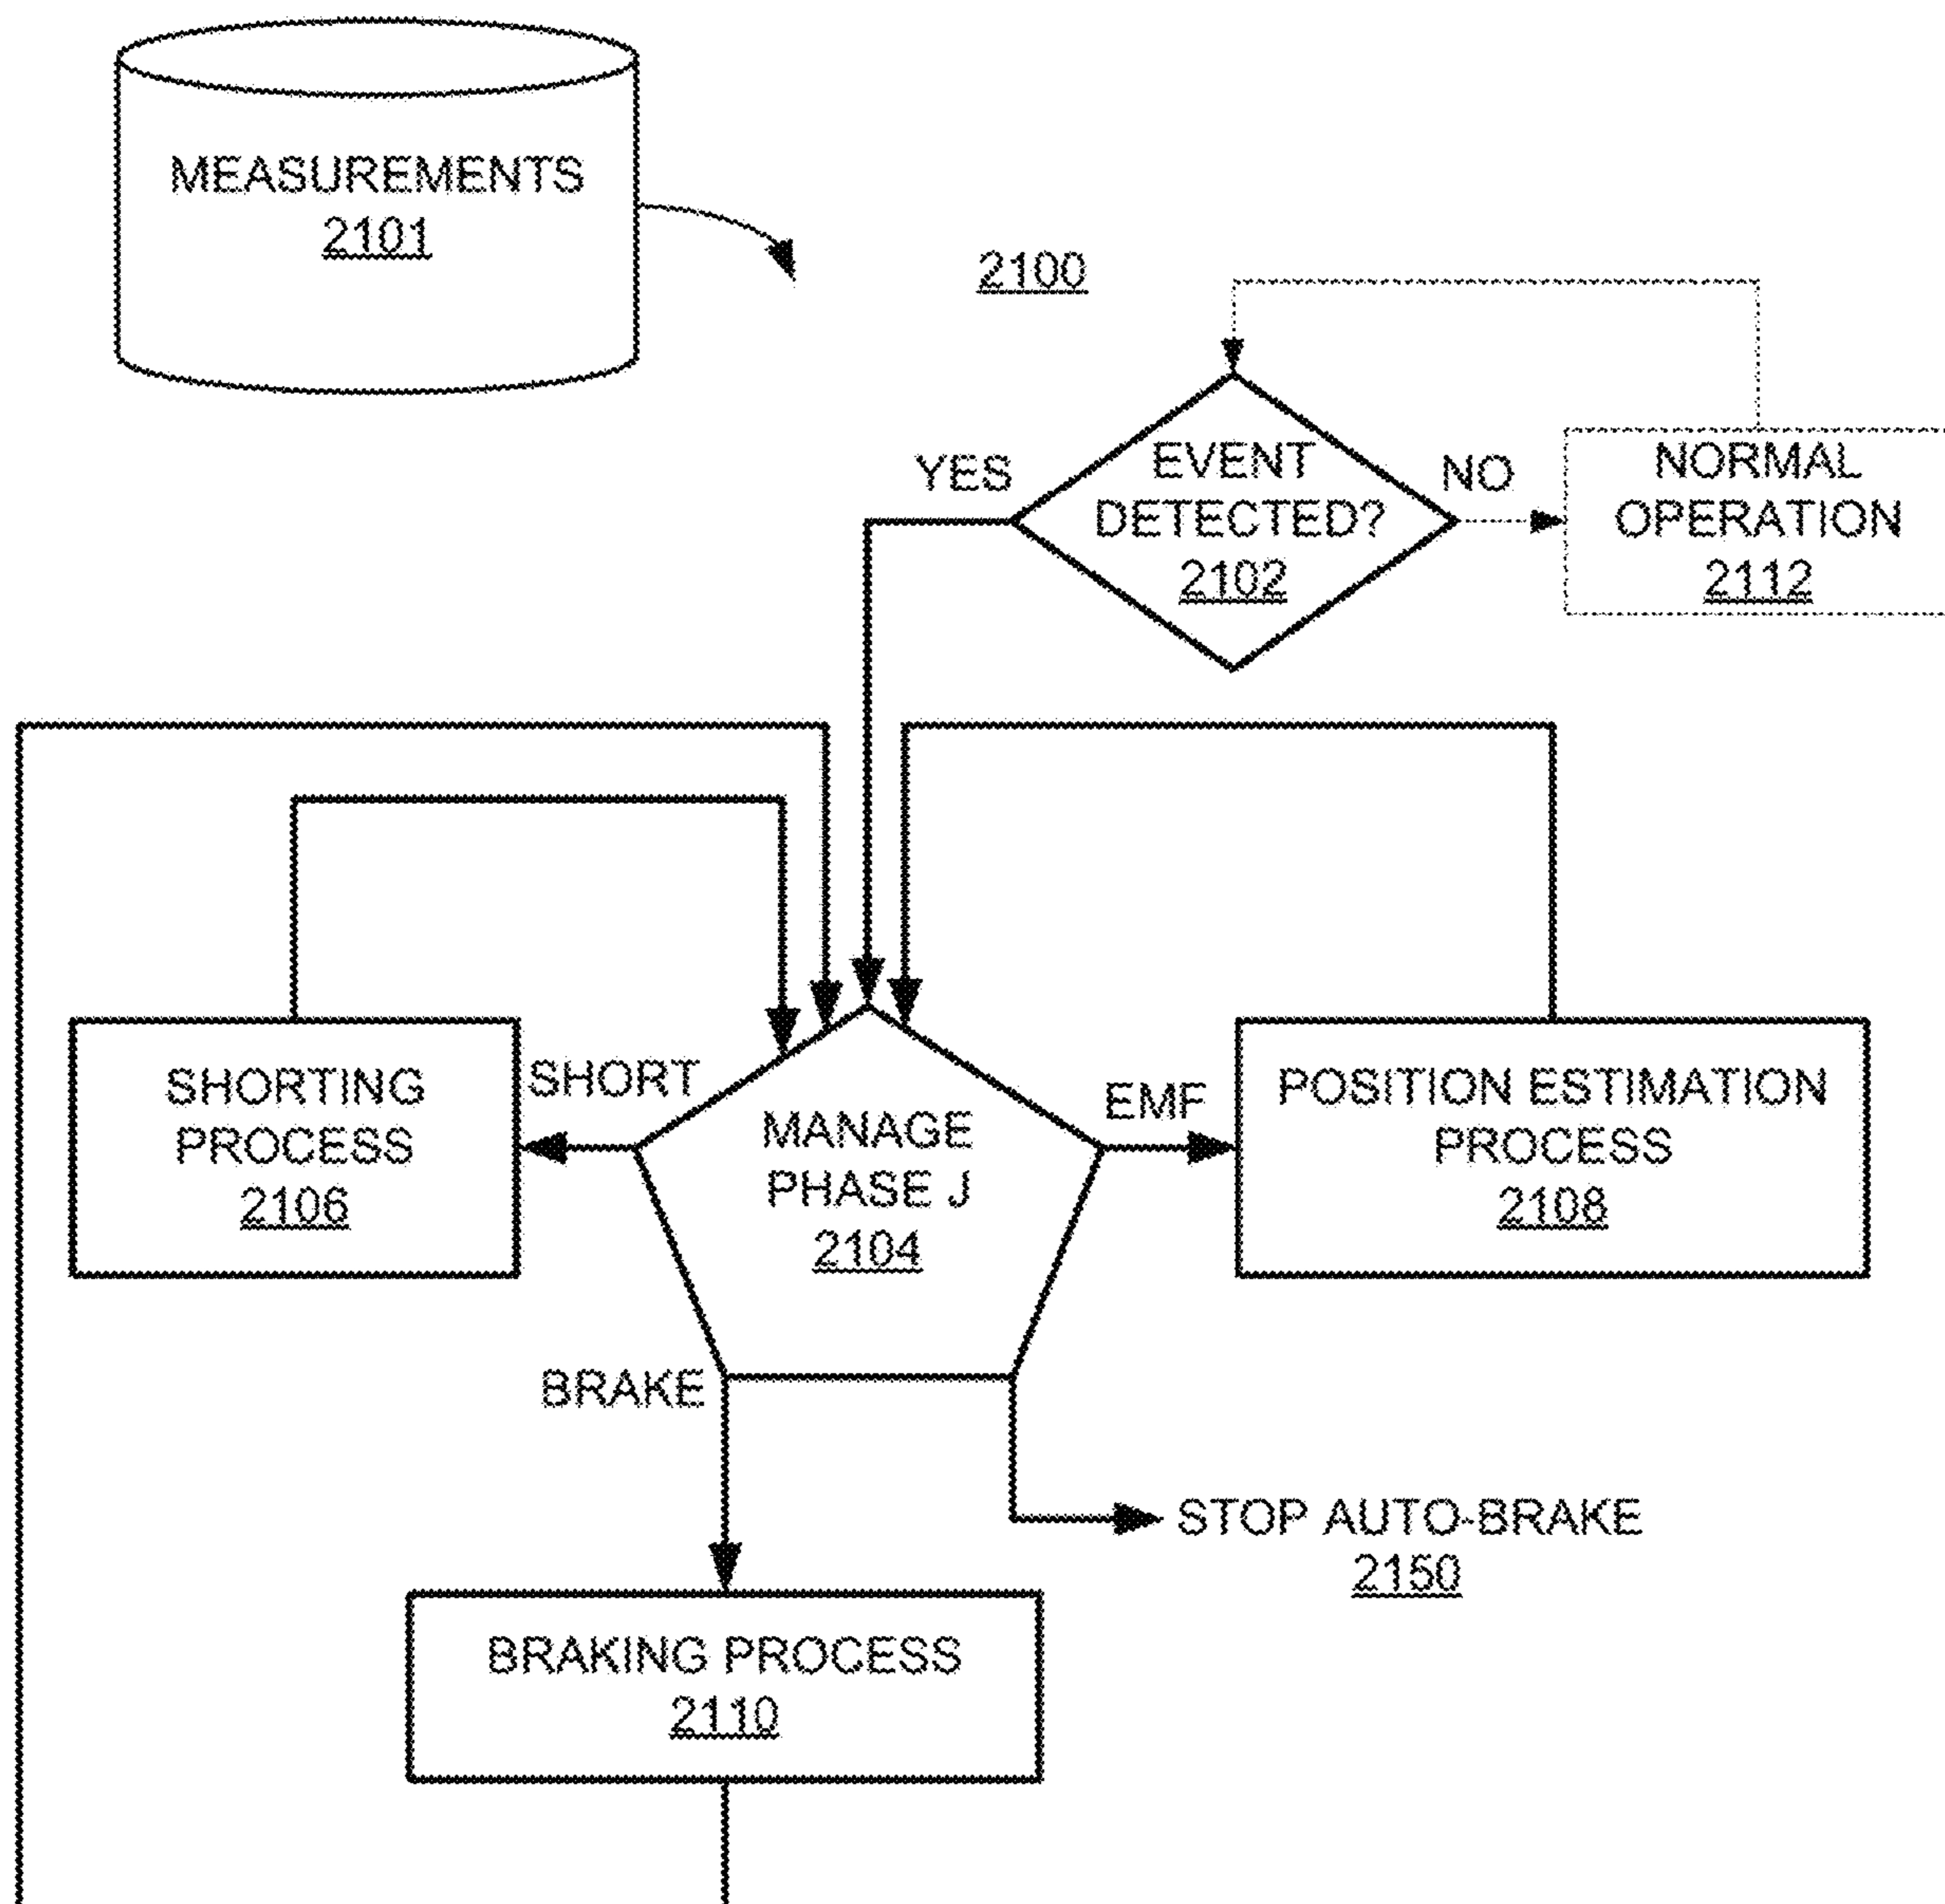 MEASUREMENTS
2101
2100
YES
EVENT
DETECTED?
2102
NO
NORMAL
OPERATION
2112
SHORTING
PROCESS
2106
SHORT
MANAGE
PHASE J
2104
EMF
POSITION ESTIMATION
PROCESS
2108
BRAKE
STOP AUTO-BRAKE
2150
BRAKING PROCESS
2110